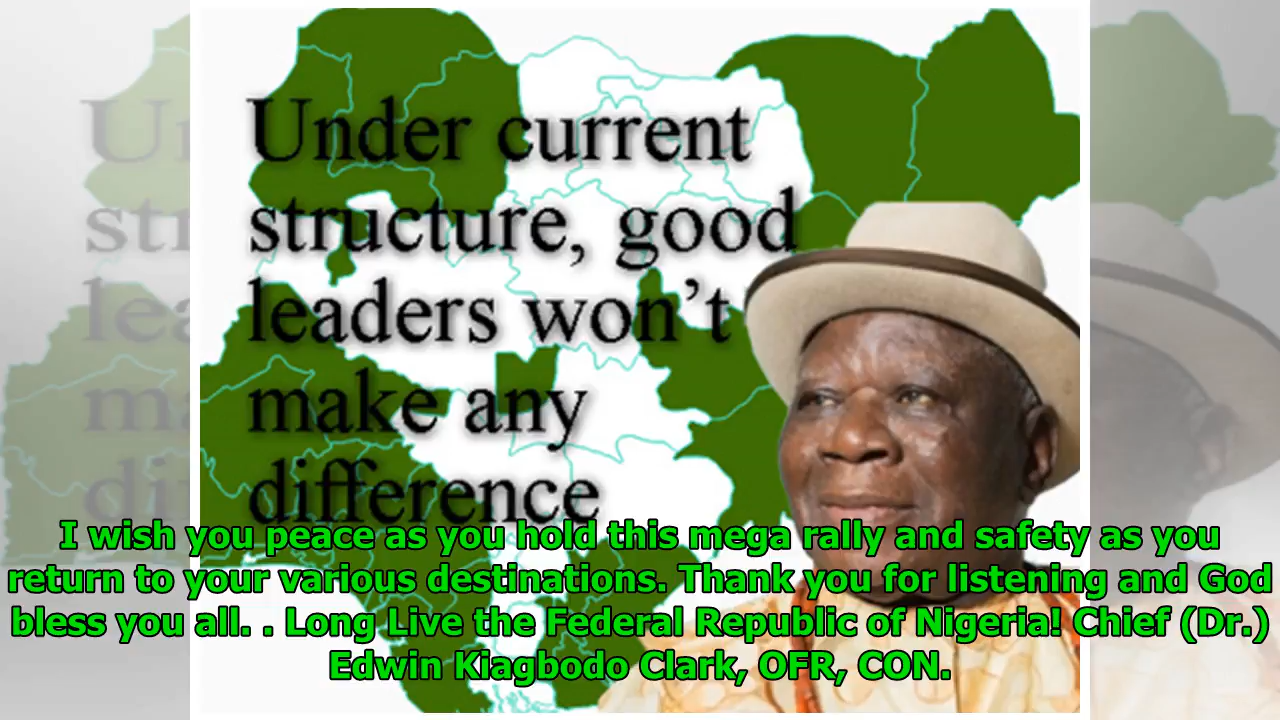 Under current
structure, good
leaders won't
make any
difference
I wish you peace as you hold this mega rally and safety as you
return to your various destinations. Thank you for listening and God
bless you all. . Long Live the Federal Republic of Nigeria! Chief (Dr.)
Edwin Kiagbodo Clark, OFR, CON.